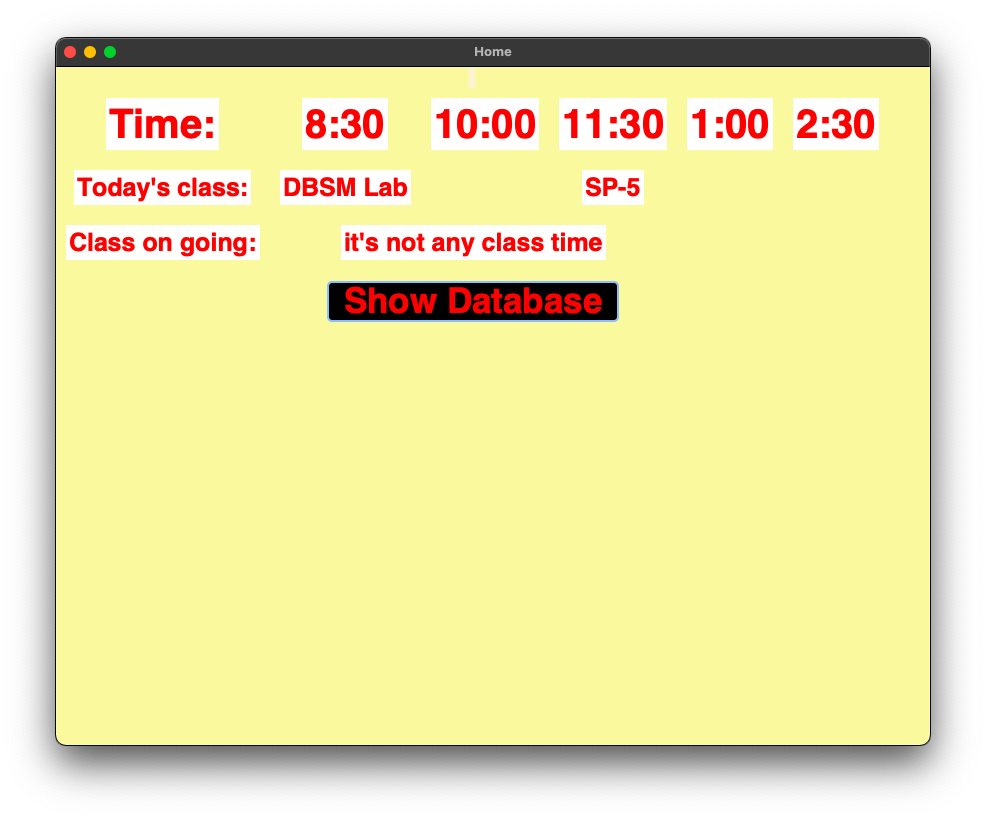 Home
Time: 8:30 10:00 11:30 1:00 2:30
Today's class: DBSM Lab SP-5
Class on going: it's not any class time
Show Database